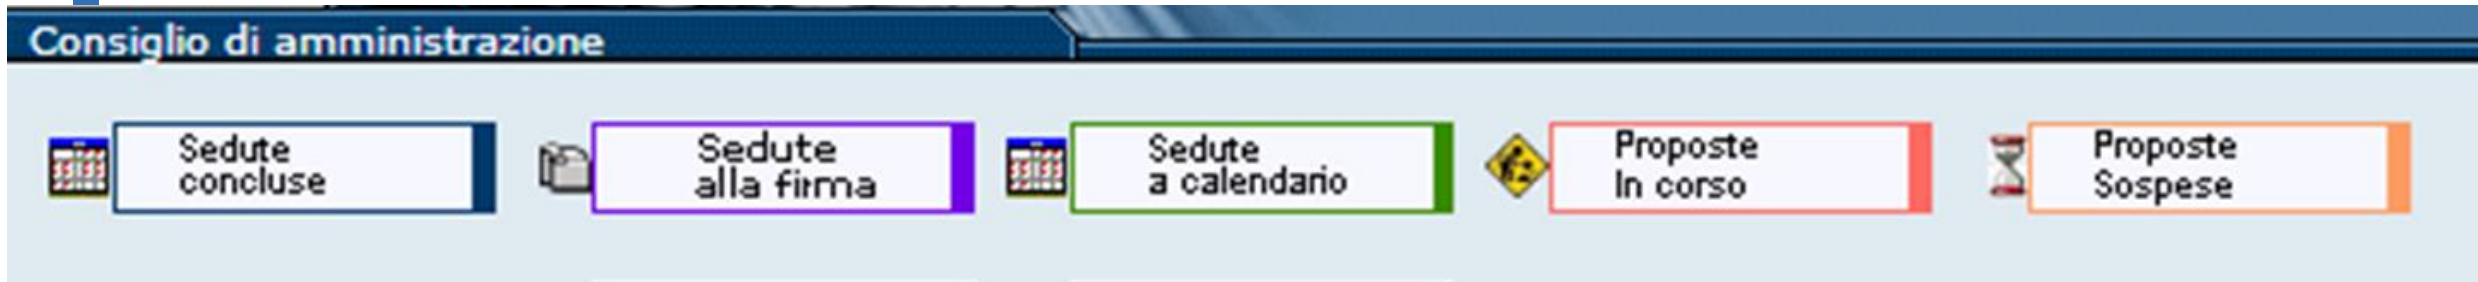 Consiglio di amministrazione
Sedute
concluse
Sedute
alla firma
Sedute
a calendario
Proposte
In corso
Proposte
Sospese